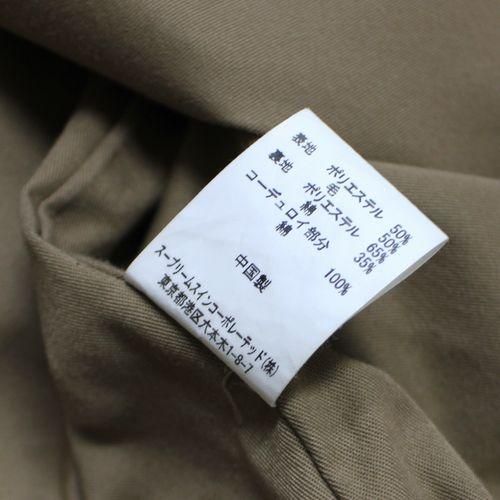 表地 ポリエステル 50%
毛 50%
裏地 ポリエステル 65%
綿 35%
コーデュロイ部分
綿 100%
中国製
スープリームスインコーポレーテッド(株)
東京都港区六本木1-8-7